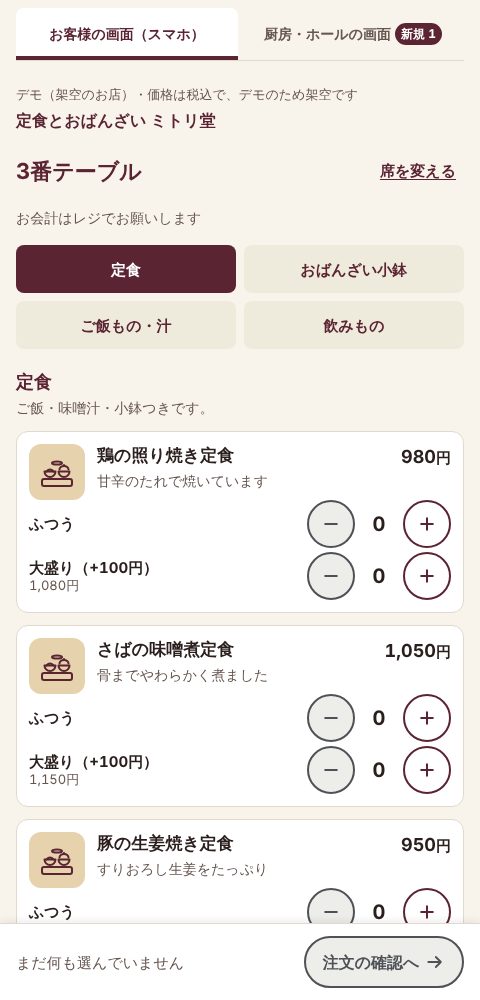 お客様の画面（スマホ）
厨房・ホールの画面 新規 1
デモ（架空のお店）・価格は税込で、デモのため架空です
定食とおばんざい ミトリ堂
3番テーブル
席を変える
お会計はレジでお願いします
定食
おばんざい小鉢
ご飯もの・汁
飲みもの
定食
ご飯・味噌汁・小鉢つきです。
鶏の照り焼き定食
980円
甘辛のたれで焼いています
ふつう
− 0 +
大盛り（+100円）
1,080円
− 0 +
さばの味噌煮定食
1,050円
骨までやわらかく煮ました
ふつう
− 0 +
大盛り（+100円）
1,150円
− 0 +
豚の生姜焼き定食
950円
すりおろし生姜をたっぷり
ふつう
− 0 +
まだ何も選んでいません
注文の確認へ →